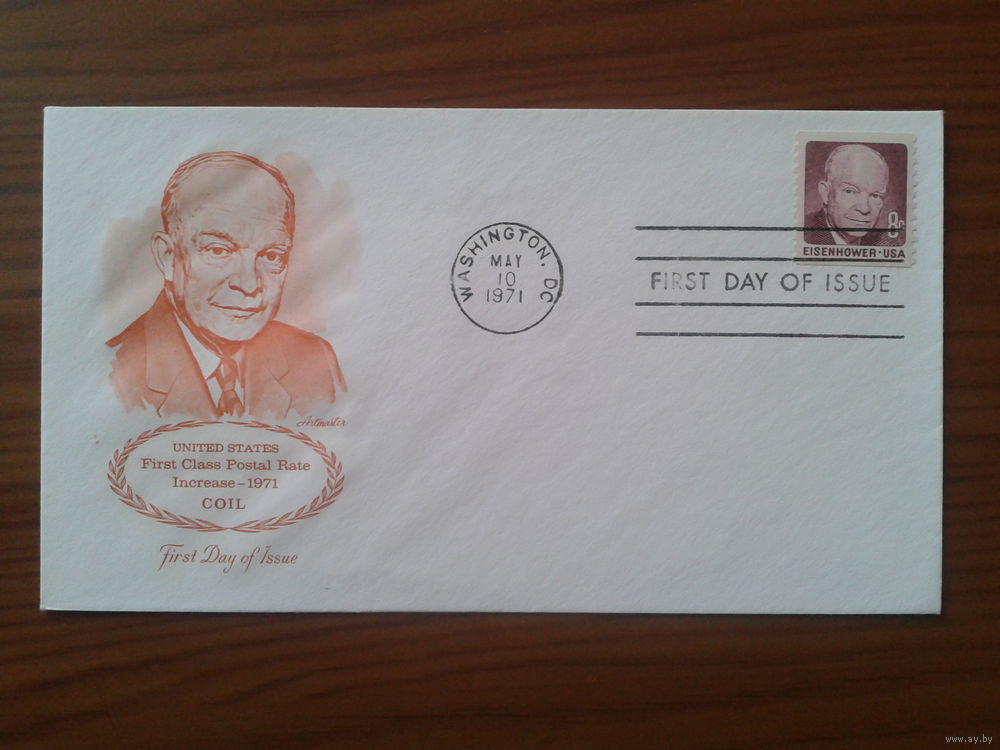 Artmaster
UNITED STATES
First Class Postal Rate
Increase-1971
COIL
First Day of Issue
WASHINGTON, DC
MAY
10
1971
8c
EISENHOWER·USA
FIRST DAY OF ISSUE
www.ay.by